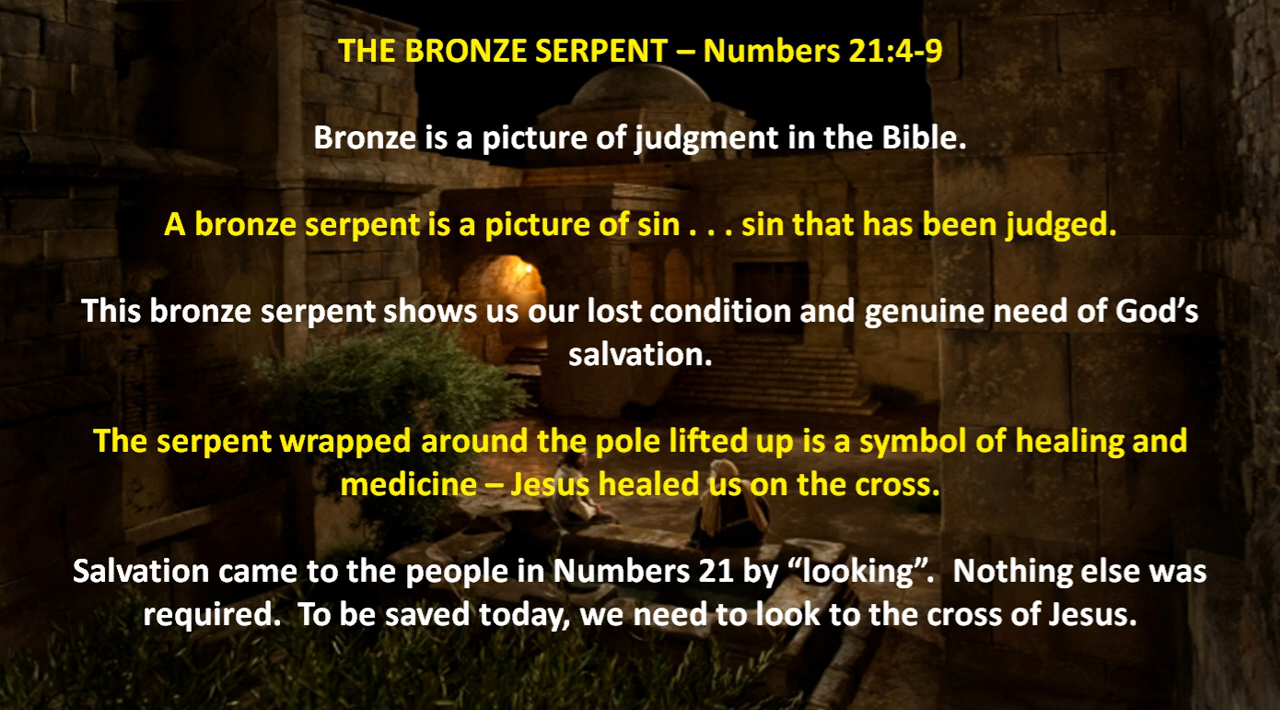 THE BRONZE SERPENT – Numbers 21:4-9
Bronze is a picture of judgment in the Bible.
A bronze serpent is a picture of sin . . . sin that has been judged.
This bronze serpent shows us our lost condition and genuine need of God’s
salvation.
The serpent wrapped around the pole lifted up is a symbol of healing and
medicine – Jesus healed us on the cross.
Salvation came to the people in Numbers 21 by “looking”.  Nothing else was
required.  To be saved today, we need to look to the cross of Jesus.